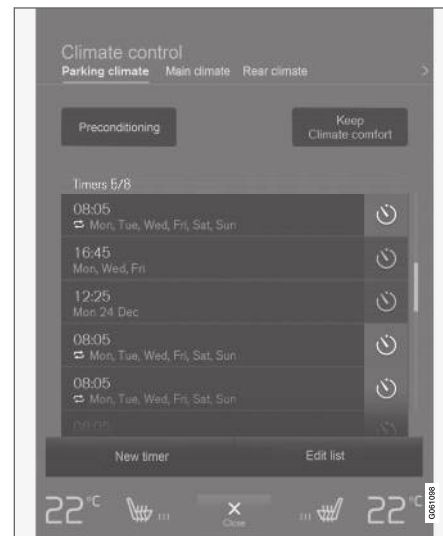 Climate control
Parking climate Main climate Rear climate >
Preconditioning
Keep
Climate comfort
Timers 5/8
08:05
Mon, Tue, Wed, Fri, Sat, Sun
16:45
Mon, Wed, Fri
12:25
Mon 24 Dec
08:05
Mon, Tue, Wed, Fri, Sat, Sun
08:05
Mon, Tue, Wed, Fri, Sat, Sun
08:05
New timer Edit list
22°C 22°C
Close
G061098